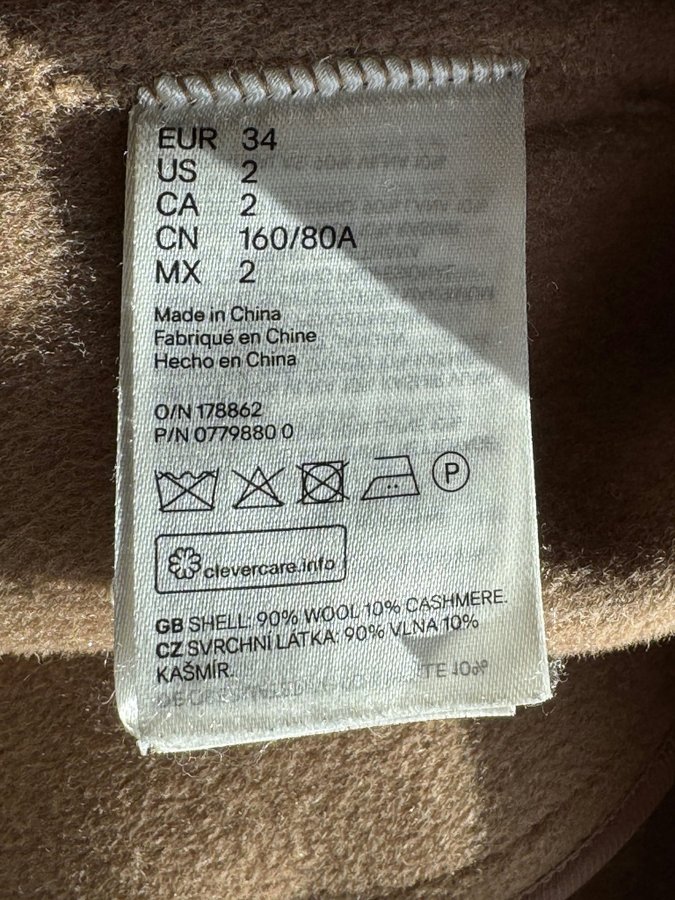 EUR 34
US 2
CA 2
CN 160/80A
MX 2
Made in China
Fabriqué en Chine
Hecho en China
O/N 178862
P/N 0779880 0
P
clevercare.info
GB SHELL: 90% WOOL 10% CASHMERE.
CZ SVRCHNÍ LÁTKA: 90% VLNA 10%
KAŠMÍR.